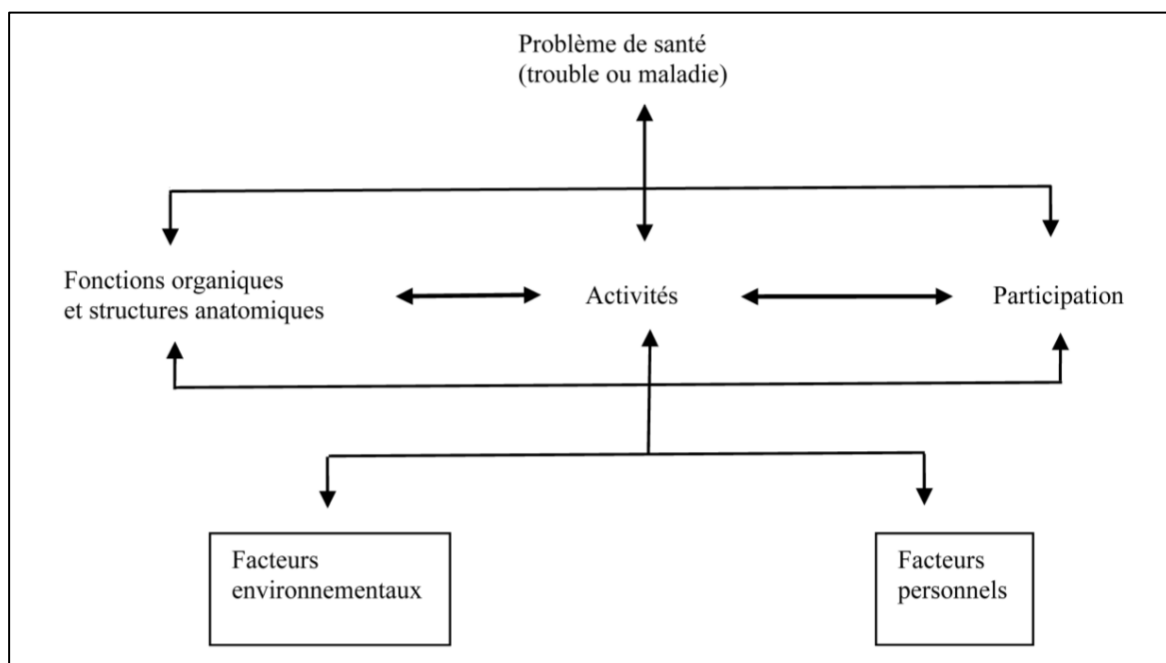 Problème de santé
(trouble ou maladie)
Fonctions organiques
et structures anatomiques
Activités
Participation
Facteurs
environnementaux
Facteurs
personnels